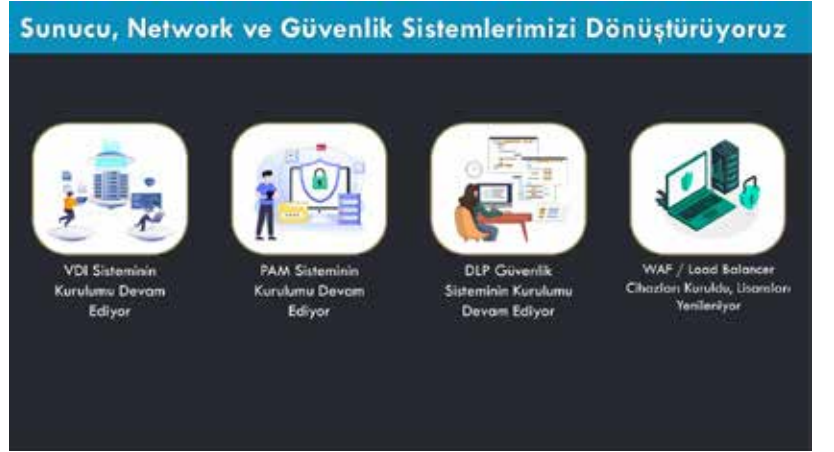 Sunucu, Network ve Güvenlik Sistemlerimizi Dönüştürüyoruz
VDI Sisteminin
Kurulumu Devam
Ediyor
PAM Sisteminin
Kurulumu Devam
Ediyor
DLP Güvenlik
Sisteminin Kurulumu
Devam Ediyor
WAF / Load Balancer
Cihazları Kuruldu, Lisansları
Yenileniyor